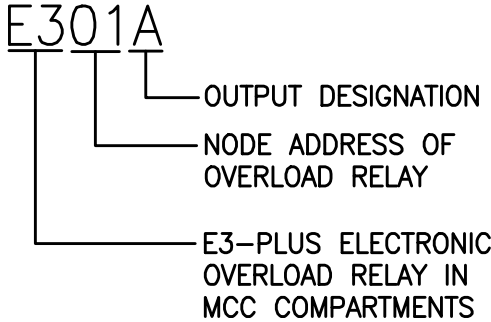 E301A
OUTPUT DESIGNATION
NODE ADDRESS OF
OVERLOAD RELAY
E3-PLUS ELECTRONIC
OVERLOAD RELAY IN
MCC COMPARTMENTS